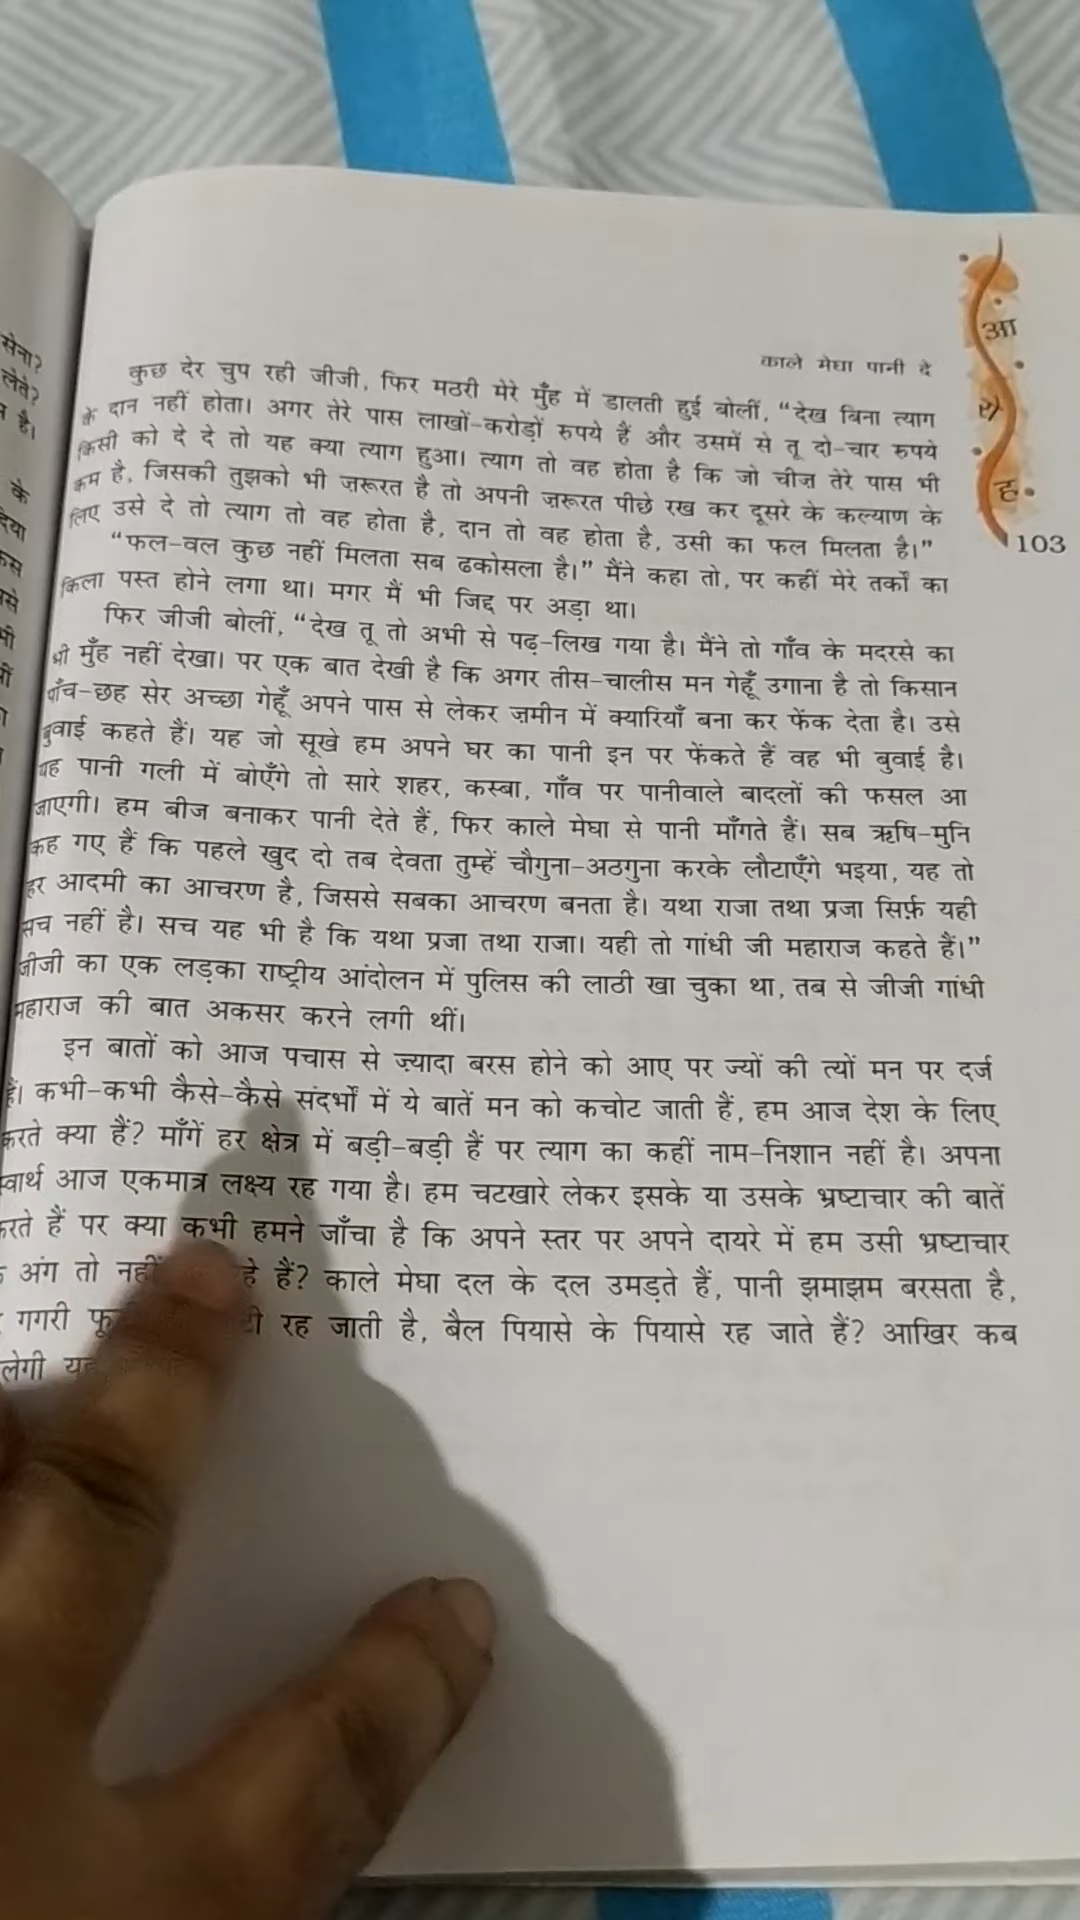 सेना?
लेते?
है।
के
काले मेघा पानी दे
आ
रो
ह
103
कुछ देर चुप रही जीजी, फिर मठरी मेरे मुँह में डालती हुई बोलीं, “देख बिना त्याग
के दान नहीं होता। अगर तेरे पास लाखों-करोड़ों रुपये हैं और उसमें से तू दो-चार रुपये
किसी को दे दे तो यह क्या त्याग हुआ। त्याग तो वह होता है कि जो चीज़ तेरे पास भी
कम है, जिसकी तुझको भी ज़रूरत है तो अपनी ज़रूरत पीछे रख कर दूसरे के कल्याण के
लिए उसे दे तो त्याग तो वह होता है, दान तो वह होता है, उसी का फल मिलता है।”
“फल-वल कुछ नहीं मिलता सब ढकोसला है।” मैंने कहा तो, पर कहीं मेरे तर्कों का
किला पस्त होने लगा था। मगर मैं भी जिद्द पर अड़ा था।
फिर जीजी बोलीं, “देख तू तो अभी से पढ़-लिख गया है। मैंने तो गाँव के मदरसे का
भी मुँह नहीं देखा। पर एक बात देखी है कि अगर तीस-चालीस मन गेहूँ उगाना है तो किसान
पाँच-छह सेर अच्छा गेहूँ अपने पास से लेकर ज़मीन में क्यारियाँ बना कर फेंक देता है। उसे
बुवाई कहते हैं। यह जो सूखे हम अपने घर का पानी इन पर फेंकते हैं वह भी बुवाई है।
यह पानी गली में बोएँगे तो सारे शहर, कस्बा, गाँव पर पानीवाले बादलों की फसल आ
जाएगी। हम बीज बनाकर पानी देते हैं, फिर काले मेघा से पानी माँगते हैं। सब ऋषि-मुनि
कह गए हैं कि पहले खुद दो तब देवता तुम्हें चौगुना-अठगुना करके लौटाएँगे भइया, यह तो
हर आदमी का आचरण है, जिससे सबका आचरण बनता है। यथा राजा तथा प्रजा सिर्फ़ यही
सच नहीं है। सच यह भी है कि यथा प्रजा तथा राजा। यही तो गांधी जी महाराज कहते हैं।”
जीजी का एक लड़का राष्ट्रीय आंदोलन में पुलिस की लाठी खा चुका था, तब से जीजी गांधी
महाराज की बात अकसर करने लगी थीं।
इन बातों को आज पचास से ज़्यादा बरस होने को आए पर ज्यों की त्यों मन पर दर्ज
हैं। कभी-कभी कैसे-कैसे संदर्भों में ये बातें मन को कचोट जाती हैं, हम आज देश के लिए
करते क्या हैं? माँगें हर क्षेत्र में बड़ी-बड़ी हैं पर त्याग का कहीं नाम-निशान नहीं है। अपना
स्वार्थ आज एकमात्र लक्ष्य रह गया है। हम चटखारे लेकर इसके या उसके भ्रष्टाचार की बातें
करते हैं पर क्या कभी हमने जाँचा है कि अपने स्तर पर अपने दायरे में हम उसी भ्रष्टाचार
अंग तो नहीं हैं? काले मेघा दल के दल उमड़ते हैं, पानी झमाझम बरसता है,
गगरी रह जाती है, बैल पियासे के पियासे रह जाते हैं? आखिर कब